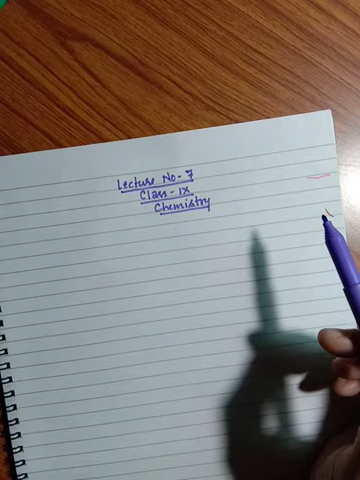 Lecture No - 7
Class - IX
Chemistry